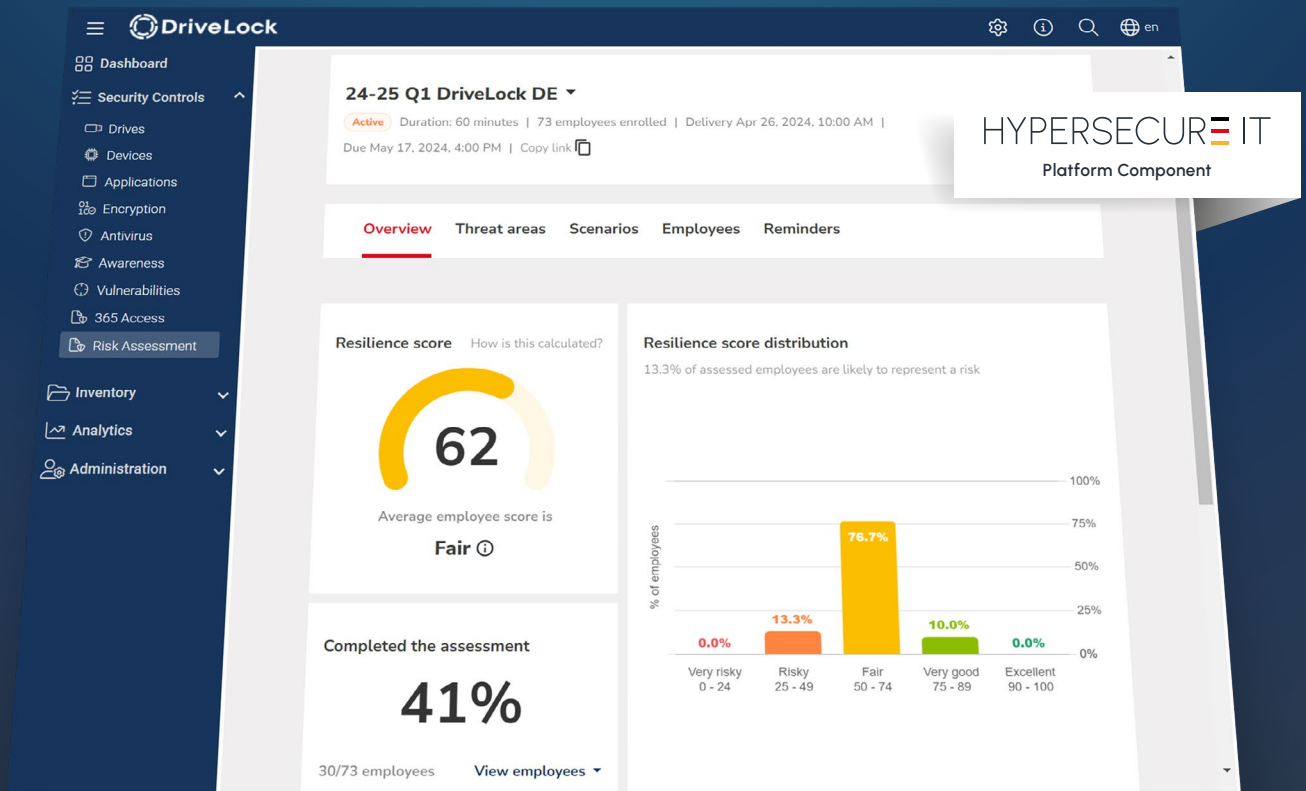 DriveLock
en
Dashboard
Security Controls
Drives
Devices
Applications
Encryption
Antivirus
Awareness
Vulnerabilities
365 Access
Risk Assessment
Inventory
Analytics
Administration
24-25 Q1 DriveLock DE
Active Duration: 60 minutes | 73 employees enrolled | Delivery Apr 26, 2024, 10:00 AM |
Due May 17, 2024, 4:00 PM | Copy link
HYPERSECURE IT
Platform Component
Overview Threat areas Scenarios Employees Reminders
Resilience score How is this calculated?
62
Average employee score is
Fair
Completed the assessment
41%
30/73 employees View employees
Resilience score distribution
13.3% of assessed employees are likely to represent a risk
% of employees
100%
75%
50%
25%
0%
0.0% 13.3% 76.7% 10.0% 0.0%
Very risky Risky Fair Very good Excellent
0 - 24 25 - 49 50 - 74 75 - 89 90 - 100